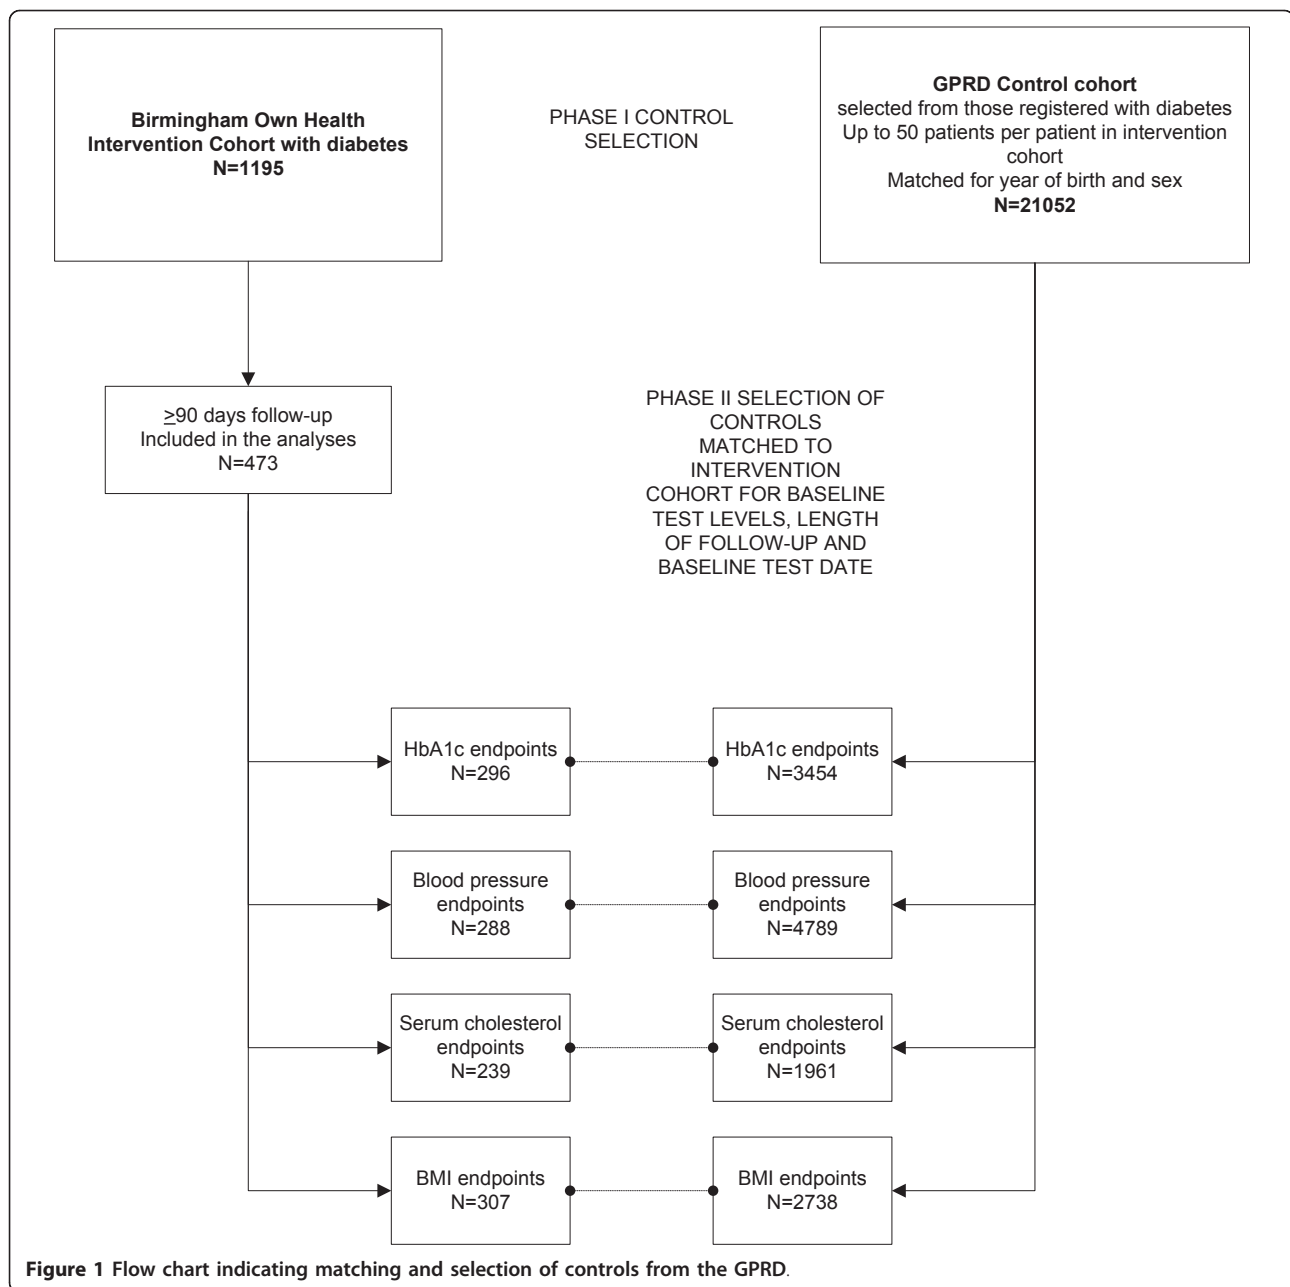 Birmingham Own Health
Intervention Cohort with diabetes
N=1195
PHASE I CONTROL
SELECTION
GPRD Control cohort
selected from those registered with diabetes
Up to 50 patients per patient in intervention
cohort
Matched for year of birth and sex
N=21052
≥90 days follow-up
Included in the analyses
N=473
PHASE II SELECTION OF
CONTROLS
MATCHED TO
INTERVENTION
COHORT FOR BASELINE
TEST LEVELS, LENGTH
OF FOLLOW-UP AND
BASELINE TEST DATE
HbA1c endpoints
N=296
HbA1c endpoints
N=3454
Blood pressure
endpoints
N=288
Blood pressure
endpoints
N=4789
Serum cholesterol
endpoints
N=239
Serum cholesterol
endpoints
N=1961
BMI endpoints
N=307
BMI endpoints
N=2738
Figure 1 Flow chart indicating matching and selection of controls from the GPRD.